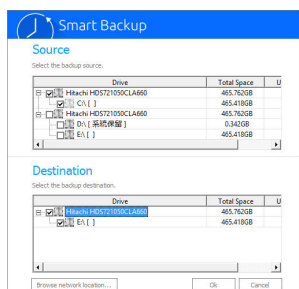 Smart Backup
Source
Select the backup source.
Drive Total Space U
Hitachi HDS721050CLA660 465.762GB
C:\ [ ] 465.418GB
Hitachi HDS721050CLA660 465.762GB
D:\ [ 系統保留 ] 0.342GB
E:\ [ ] 465.418GB
Destination
Select the backup destination.
Drive Total Space U
Hitachi HDS721050CLA660 465.762GB
E:\ [ ] 465.418GB
Browse network location... Ok Cancel